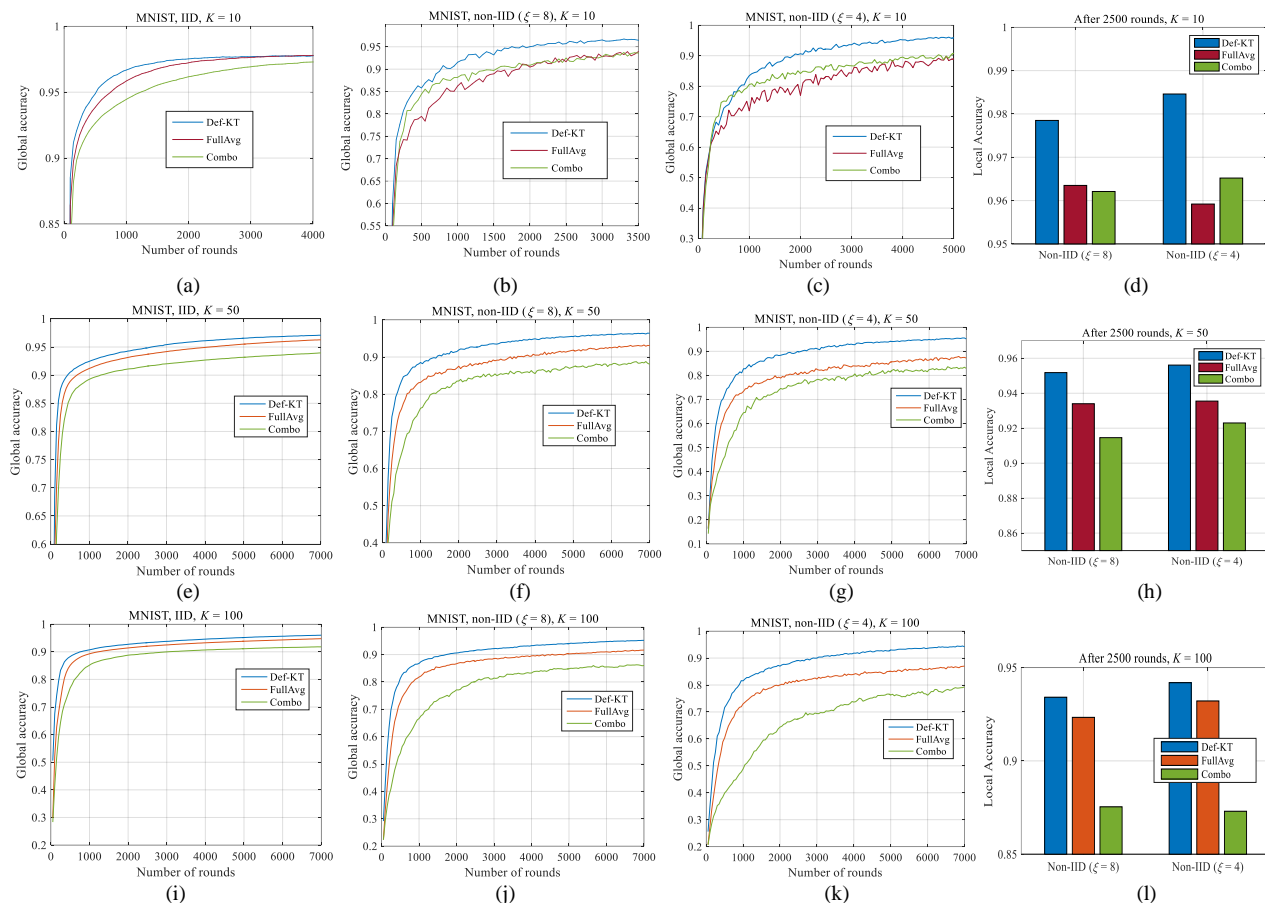 MNIST, IID, K = 10
Global accuracy
1
0.95
0.9
0.85
Def-KT
FullAvg
Combo
0
1000
2000
3000
4000
Number of rounds
(a)
MNIST, non-IID (ξ = 8), K = 10
Global accuracy
0.95
0.9
0.85
0.8
0.75
0.7
0.65
0.6
0.55
Def-KT
FullAvg
Combo
0
500
1000
1500
2000
2500
3000
3500
Number of rounds
(b)
MNIST, non-IID (ξ = 4), K = 10
Global accuracy
1
0.9
0.8
0.7
0.6
0.5
0.4
0.3
Def-KT
FullAvg
Combo
0
1000
2000
3000
4000
5000
Number of rounds
(c)
After 2500 rounds, K = 10
Local Accuracy
0.99
0.98
0.97
0.96
0.95
Def-KT
FullAvg
Combo
Non-IID (ξ = 8)
Non-IID (ξ = 4)
(d)
MNIST, IID, K = 50
Global accuracy
1
0.95
0.9
0.85
0.8
0.75
0.7
0.65
0.6
Def-KT
FullAvg
Combo
0
1000
2000
3000
4000
5000
6000
7000
Number of rounds
(e)
MNIST, non-IID (ξ = 8), K = 50
Global accuracy
1
0.9
0.8
0.7
0.6
0.5
0.4
Def-KT
FullAvg
Combo
0
1000
2000
3000
4000
5000
6000
7000
Number of rounds
(f)
MNIST, non-IID (ξ = 4), K = 50
Global accuracy
1
0.9
0.8
0.7
0.6
0.5
0.4
0.3
0.2
0.1
Def-KT
FullAvg
Combo
0
1000
2000
3000
4000
5000
6000
7000
Number of rounds
(g)
After 2500 rounds, K = 50
Local Accuracy
0.96
0.94
0.92
0.9
0.88
0.86
Def-KT
FullAvg
Combo
Non-IID (ξ = 8)
Non-IID (ξ = 4)
(h)
MNIST, IID, K = 100
Global accuracy
1
0.9
0.8
0.7
0.6
0.5
0.4
0.3
0.2
Def-KT
FullAvg
Combo
0
1000
2000
3000
4000
5000
6000
7000
Number of rounds
(i)
MNIST, non-IID (ξ = 8), K = 100
Global accuracy
1
0.9
0.8
0.7
0.6
0.5
0.4
0.3
0.2
Def-KT
FullAvg
Combo
0
1000
2000
3000
4000
5000
6000
7000
Number of rounds
(j)
MNIST, non-IID (ξ = 4), K = 100
Global accuracy
1
0.9
0.8
0.7
0.6
0.5
0.4
0.3
0.2
Def-KT
FullAvg
Combo
0
1000
2000
3000
4000
5000
6000
7000
Number of rounds
(k)
After 2500 rounds, K = 100
Local Accuracy
0.95
0.9
0.85
Def-KT
FullAvg
Combo
Non-IID (ξ = 8)
Non-IID (ξ = 4)
(l)